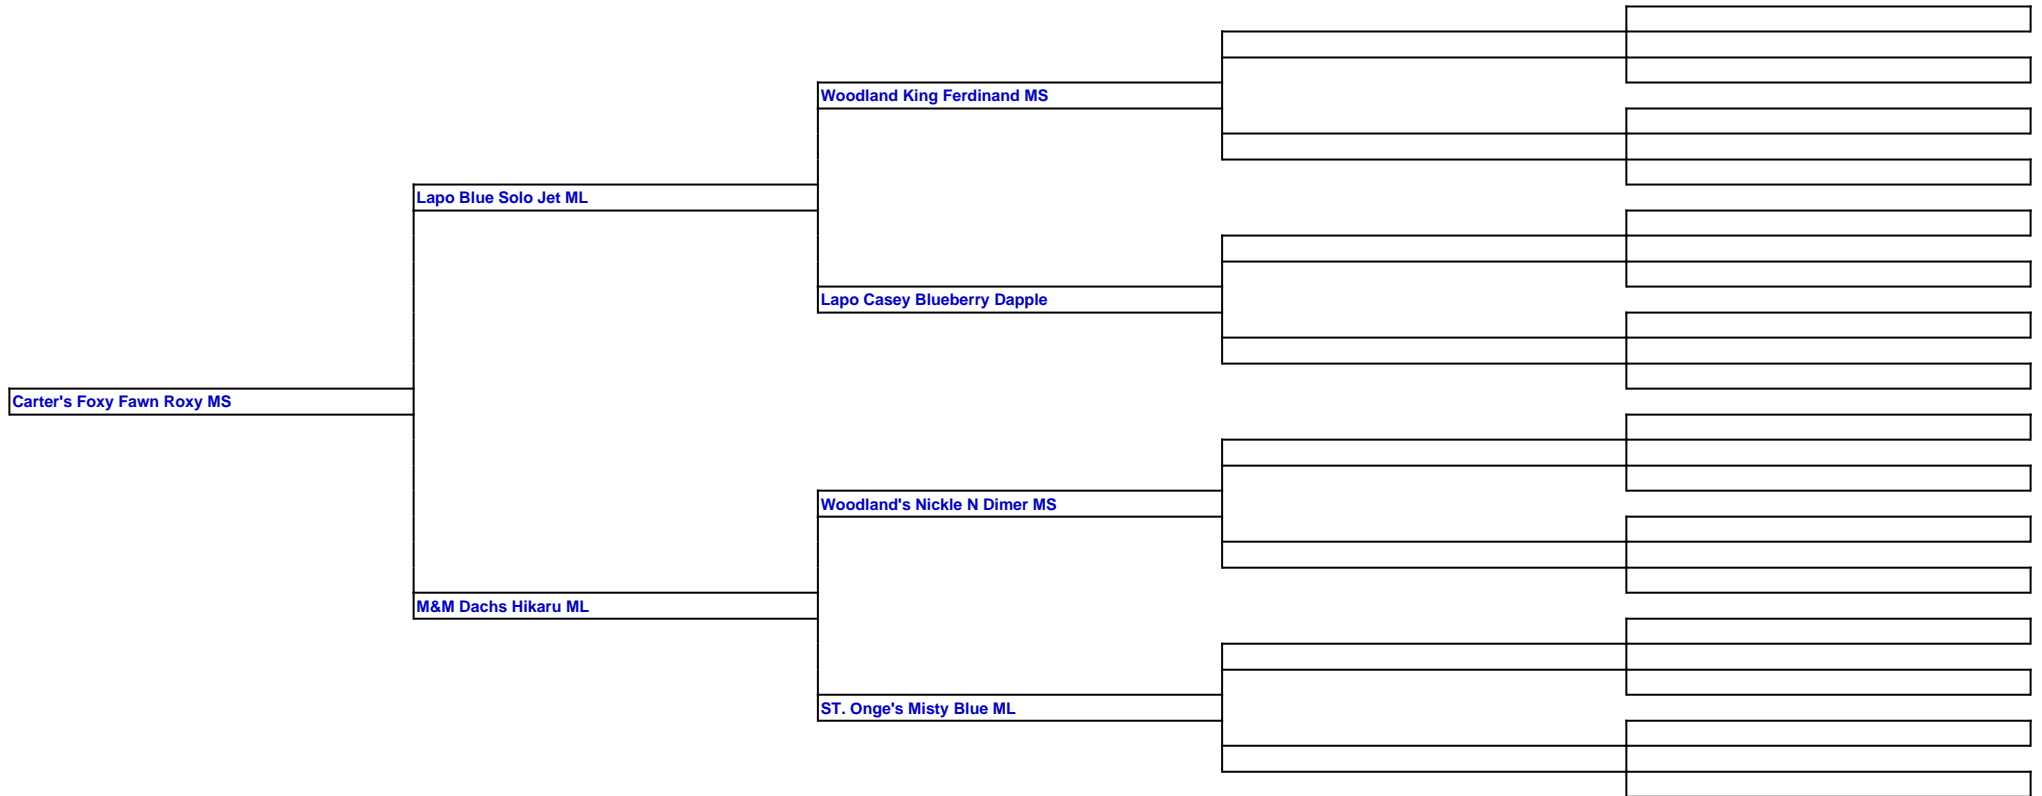 Woodland King Ferdinand MS
Lapo Blue Solo Jet ML
Lapo Casey Blueberry Dapple
Carter's Foxy Fawn Roxy MS
Woodland's Nickle N Dimer MS
M&M Dachs Hikaru ML
ST. Onge's Misty Blue ML